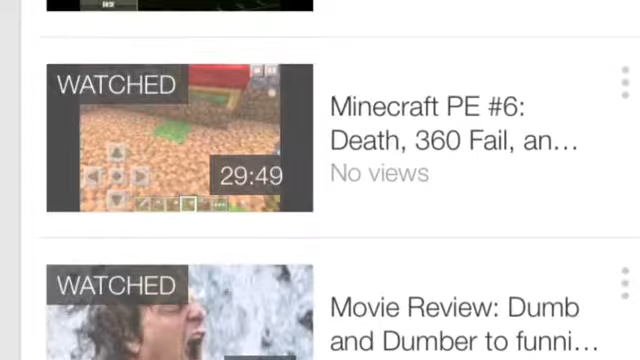 WATCHED
Minecraft PE #6:
Death, 360 Fail, an...
29:49
No views
WATCHED
Movie Review: Dumb
and Dumber to funni...